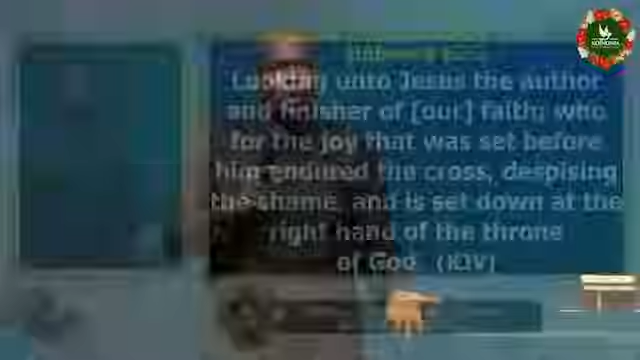 Looking unto Jesus the author
and finisher of [our] faith; who
for the joy that was set before
him endured the cross, despising
the shame, and is set down at the
right hand of the throne
of God. (KJV)